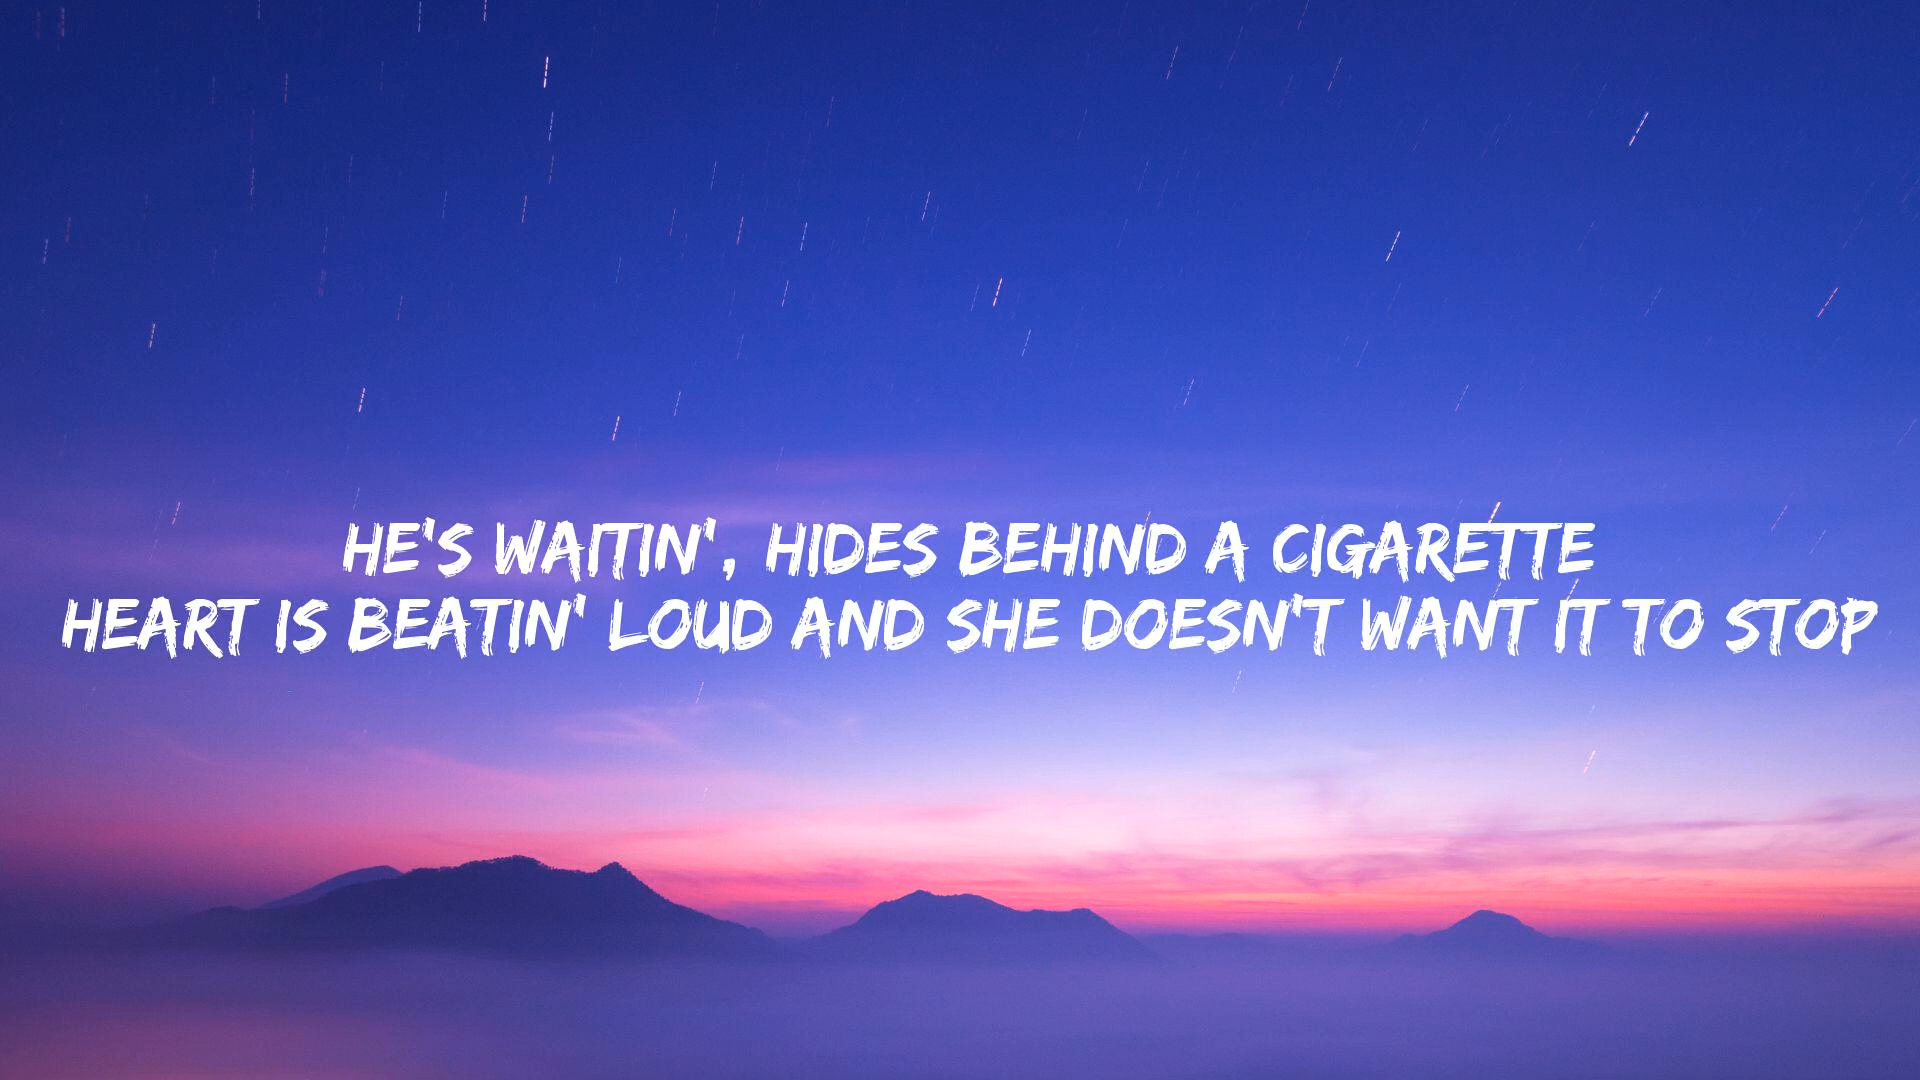 HE'S WAITIN', HIDES BEHIND A CIGARETTE
HEART IS BEATIN' LOUD AND SHE DOESN'T WANT IT TO STOP